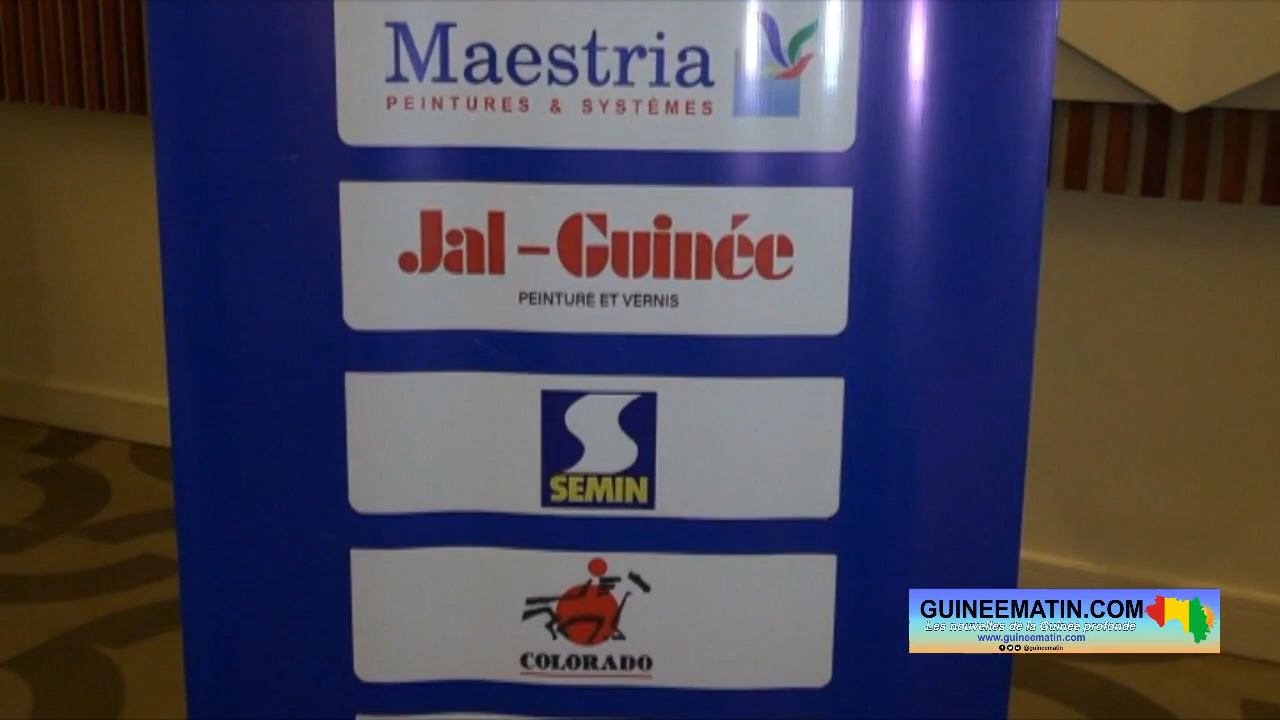 Maestria
PEINTURES & SYSTÈMES
Jal-Guinée
PEINTURE ET VERNIS
SEMIN
COLORADO
GUINEEMATIN.COM
Les nouvelles de la Guinée profonde
www.guineematin.com
@guineematin